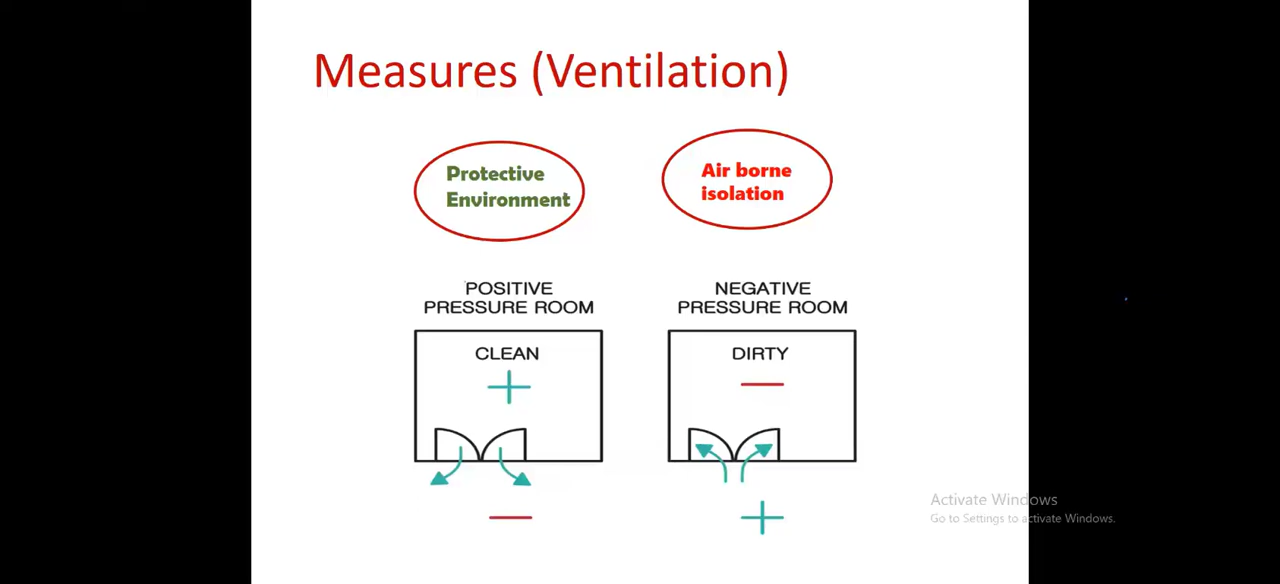 Measures (Ventilation)
Protective
Environment
Air borne
isolation
POSITIVE
PRESSURE ROOM
NEGATIVE
PRESSURE ROOM
CLEAN
DIRTY
Activate Windows
Go to Settings to activate Windows.